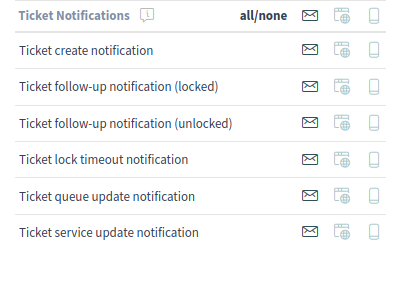 Ticket Notifications all/none
Ticket create notification
Ticket follow-up notification (locked)
Ticket follow-up notification (unlocked)
Ticket lock timeout notification
Ticket queue update notification
Ticket service update notification